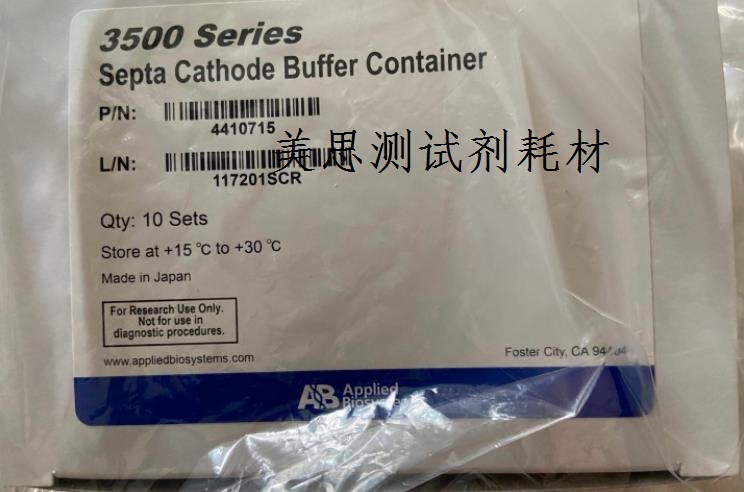 3500 Series
Septa Cathode Buffer Container
P/N:
4410715
美思测试剂耗材
L/N:
117201SCR
Qty: 10 Sets
Store at +15 °C to +30 °C
Made in Japan
For Research Use Only.
Not for use in
diagnostic procedures.
www.appliedbiosystems.com
Foster City, CA
AB Applied
Biosystems